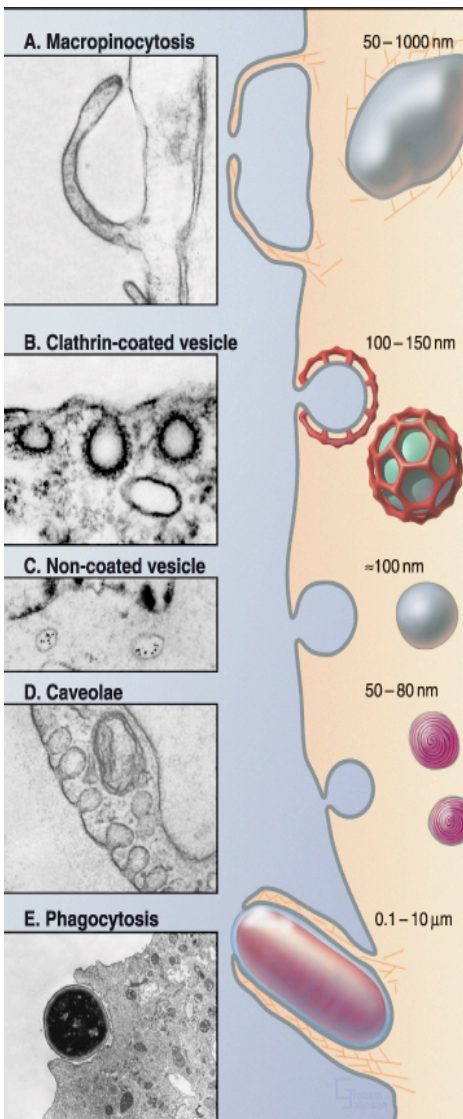 A. Macropinocytosis
50–1000 nm
B. Clathrin-coated vesicle
100–150 nm
C. Non-coated vesicle
≈100 nm
D. Caveolae
50–80 nm
E. Phagocytosis
0.1–10 µm